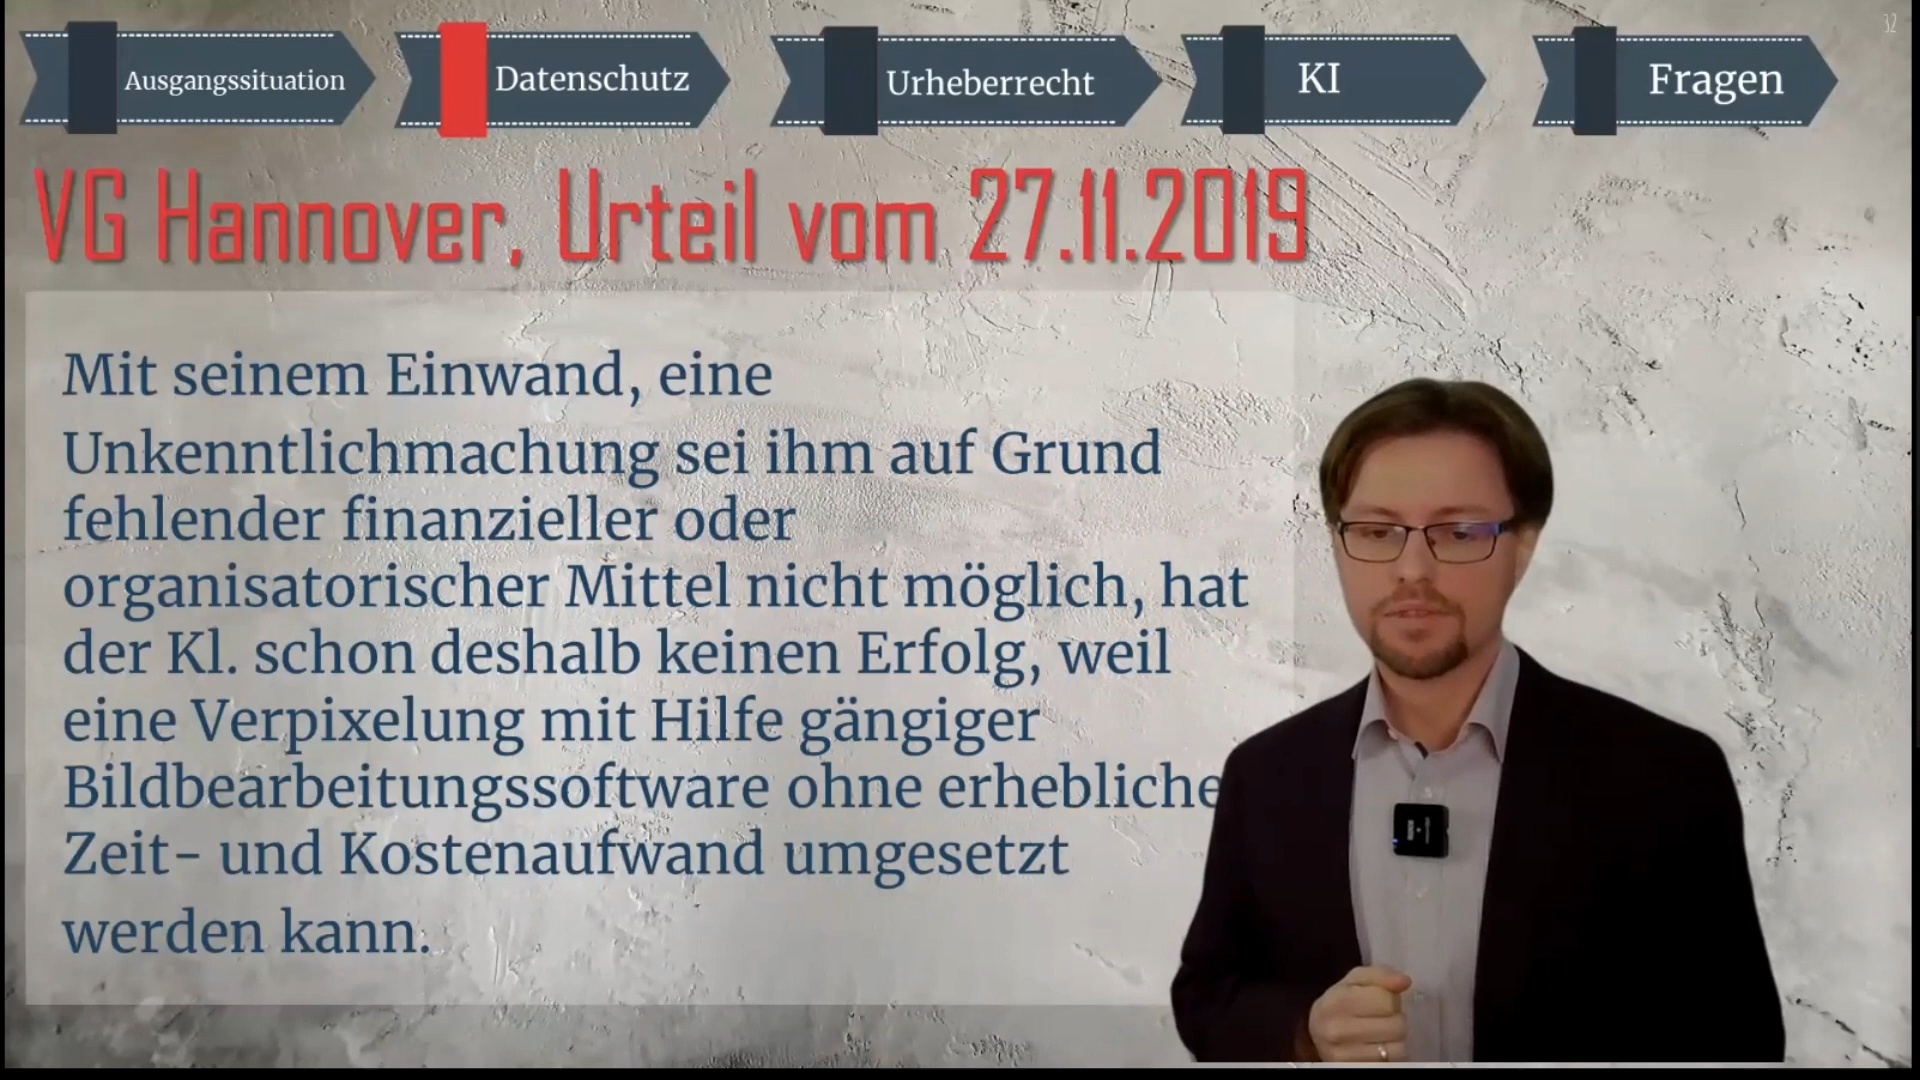 32
Ausgangssituation
Datenschutz
Urheberrecht
KI
Fragen
VG Hannover, Urteil vom 27.11.2019
Mit seinem Einwand, eine
Unkenntlichmachung sei ihm auf Grund
fehlender finanzieller oder
organisatorischer Mittel nicht möglich, hat
der Kl. schon deshalb keinen Erfolg, weil
eine Verpixelung mit Hilfe gängiger
Bildbearbeitungssoftware ohne erhebliche
Zeit- und Kostenaufwand umgesetzt
werden kann.